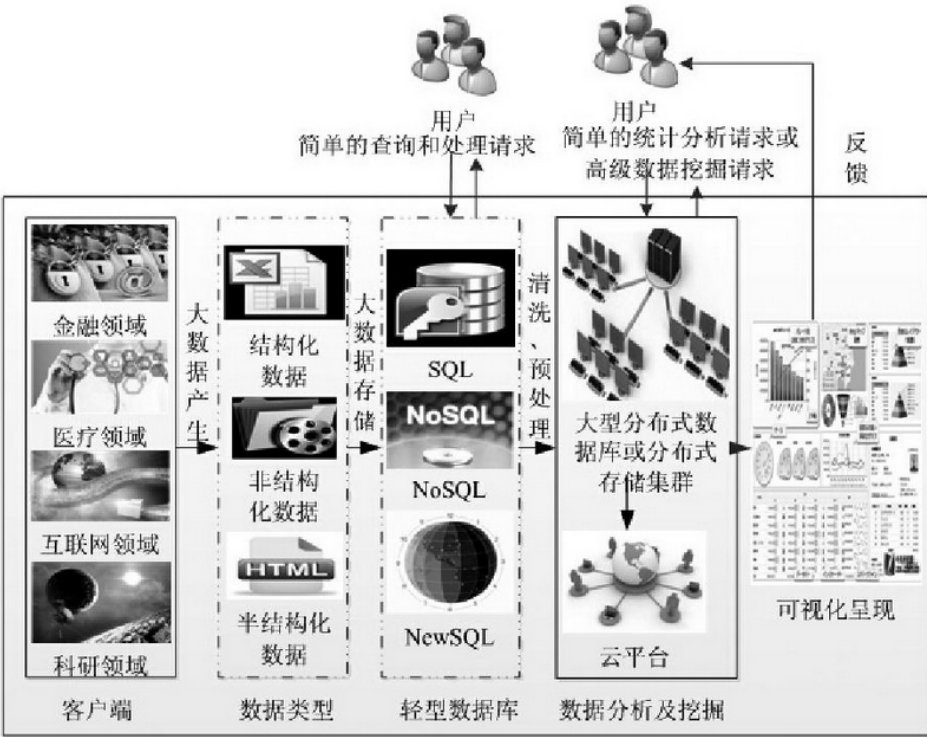 用户
简单的查询和处理请求
用户
简单的统计分析请求或
高级数据挖掘请求
反馈
金融领域
医疗领域
互联网领域
科研领域
客户端
大数据产生
结构化
数据
非结构
化数据
HTML
半结构化
数据
数据类型
大数据存储
SQL
NoSQL
NoSQL
NewSQL
轻型数据库
清洗、预处理
大型分布式数
据库或分布式
存储集群
云平台
数据分析及挖掘
可视化呈现